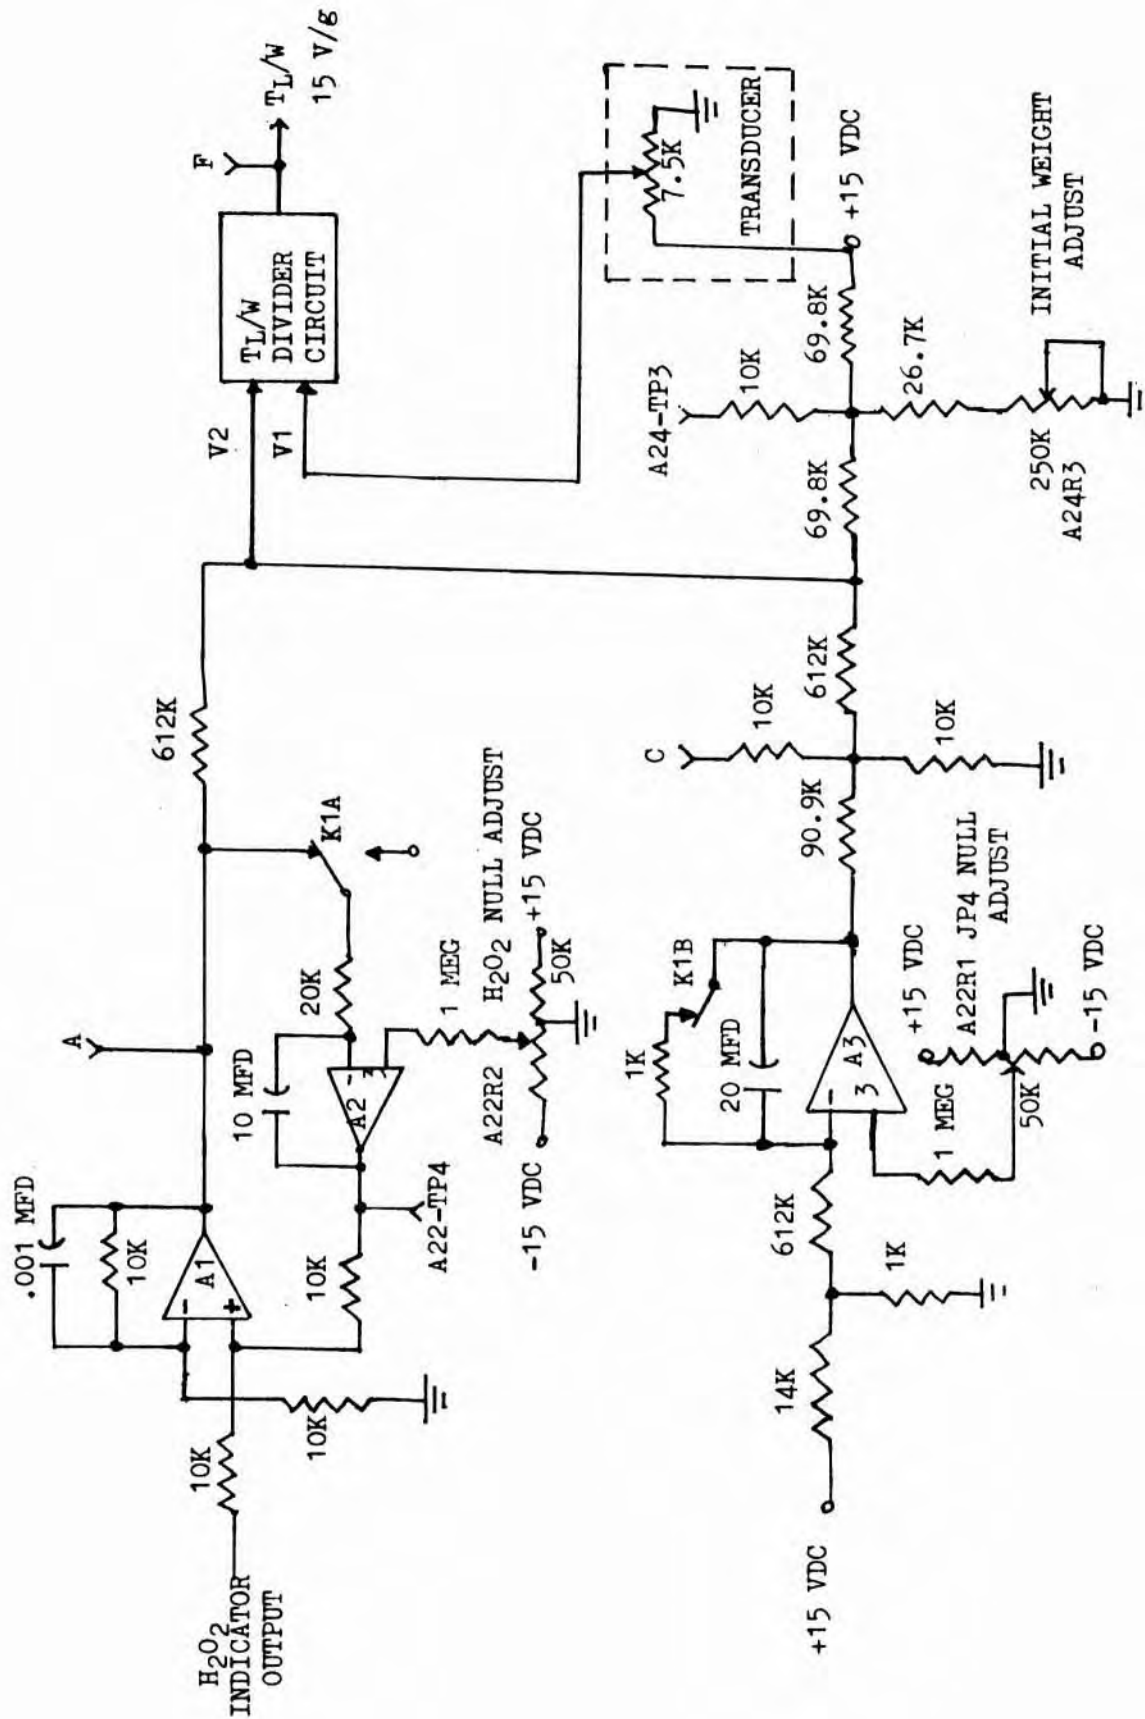 H2O2
INDICATOR
OUTPUT
10K
10K
.001 MFD
10K
A1
-
+
A
10K
A22-TP4
10 MFD
A2
-
20K
K1A
1 MEG
A22R2
H2O2 NULL ADJUST
-15 VDC
+15 VDC
50K
612K
V2
V1
TL/W
DIVIDER
CIRCUIT
F
TL/W
15 V/g
7.5K
TRANSDUCER
+15 VDC
14K
1K
612K
+15 VDC
1K
K1B
20 MFD
-
3
A3
1 MEG
50K
+15 VDC
A22R1 JP4 NULL
ADJUST
-15 VDC
90.9K
C
10K
10K
612K
69.8K
A24-TP3
10K
69.8K
26.7K
250K
A24R3
INITIAL WEIGHT
ADJUST